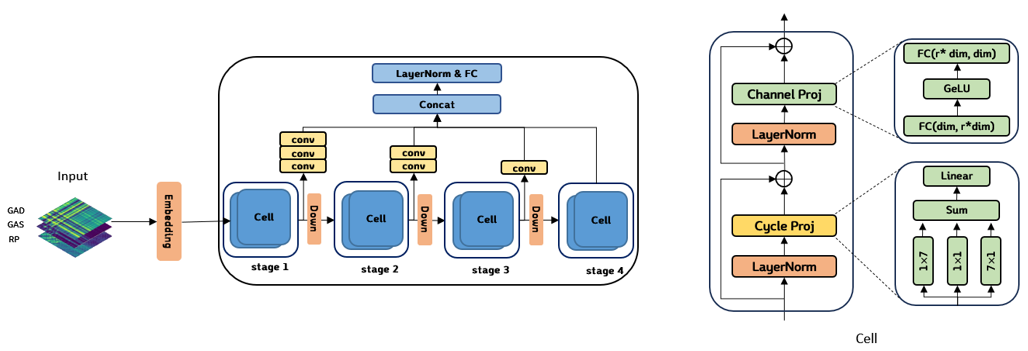 Input
GAD
GAS
RP
Embedding
LayerNorm & FC
Concat
conv
conv
conv
conv
conv
conv
Cell
Down
Cell
Down
Cell
Down
Cell
stage 1
stage 2
stage 3
stage 4
Channel Proj
LayerNorm
Cycle Proj
LayerNorm
FC(r* dim, dim)
GeLU
FC(dim, r*dim)
Linear
Sum
1×7
1×1
7×1
Cell